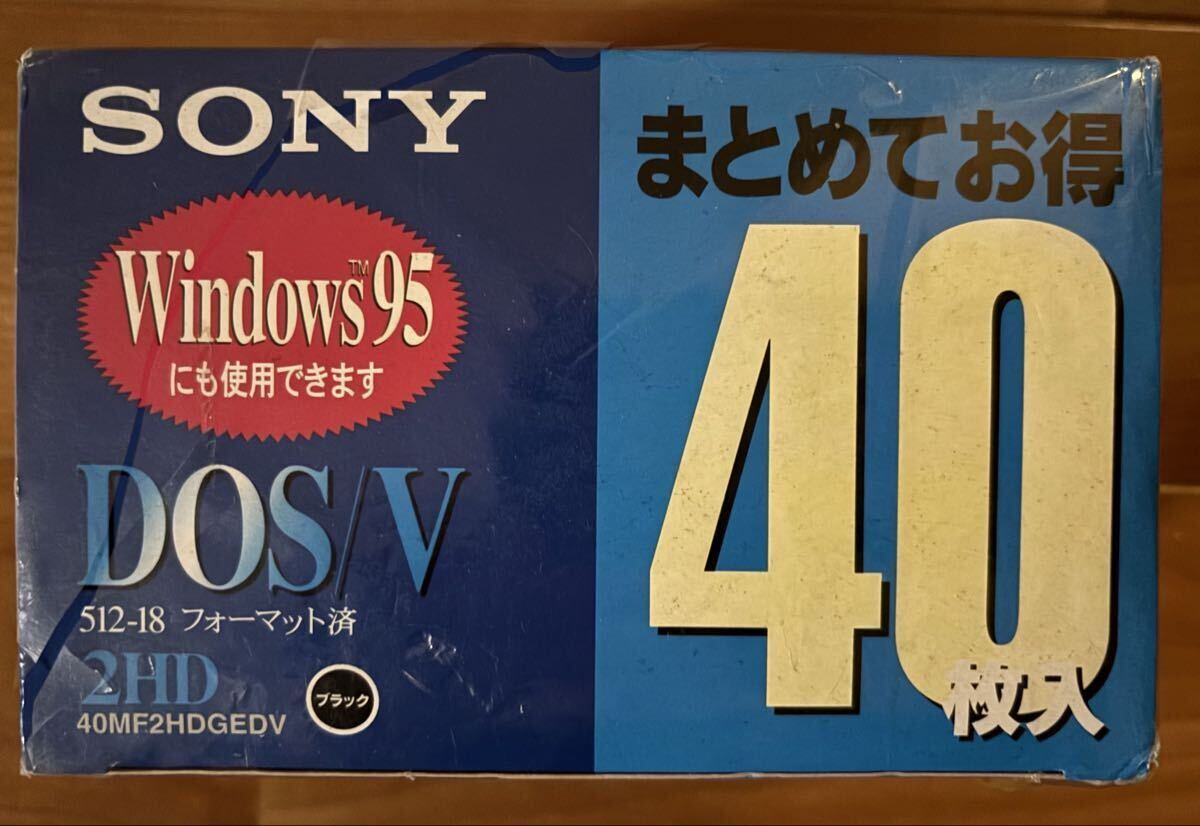 SONY
Windows™95
にも使用できます
DOS/V
512-18 フォーマット済
2HD
40MF2HDGEDV
ブラック
まとめてお得
40
枚入